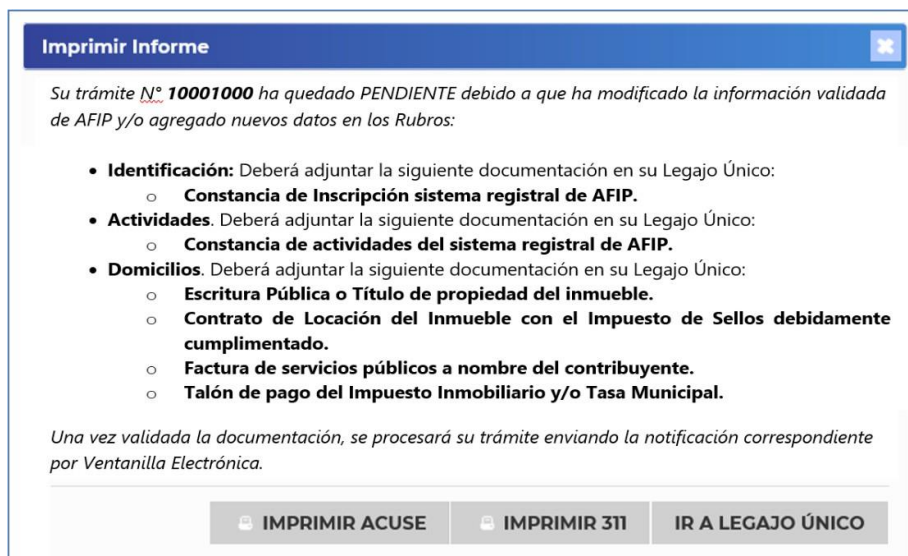 Imprimir Informe
Su trámite N° 10001000 ha quedado PENDIENTE debido a que ha modificado la información validada
de AFIP y/o agregado nuevos datos en los Rubros:
• Identificación: Deberá adjuntar la siguiente documentación en su Legajo Único:
o Constancia de Inscripción sistema registral de AFIP.
• Actividades. Deberá adjuntar la siguiente documentación en su Legajo Único:
o Constancia de actividades del sistema registral de AFIP.
• Domicilios. Deberá adjuntar la siguiente documentación en su Legajo Único:
o Escritura Pública o Título de propiedad del inmueble.
o Contrato de Locación del Inmueble con el Impuesto de Sellos debidamente
cumplimentado.
o Factura de servicios públicos a nombre del contribuyente.
o Talón de pago del Impuesto Inmobiliario y/o Tasa Municipal.
Una vez validada la documentación, se procesará su trámite enviando la notificación correspondiente
por Ventanilla Electrónica.
IMPRIMIR ACUSE IMPRIMIR 311 IR A LEGAJO ÚNICO